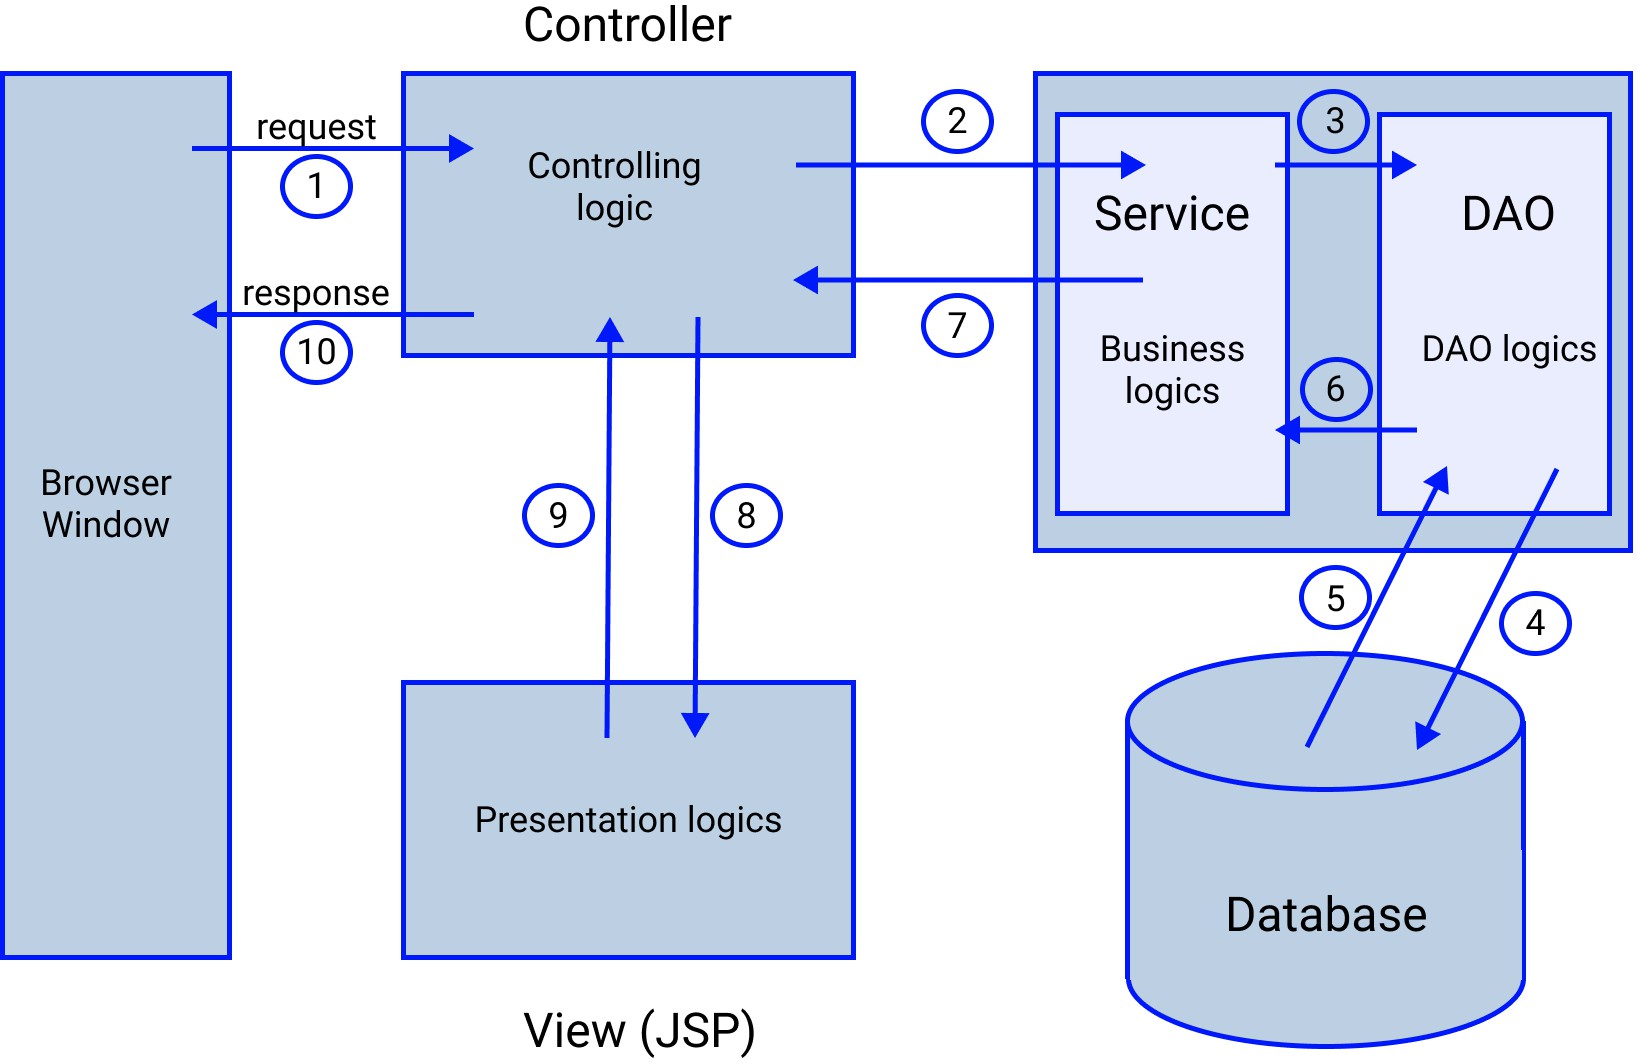 Controller
request
1
Controlling
logic
2
3
Service
DAO
response
10
7
Business
logics
DAO logics
6
Browser
Window
9
8
5
4
Presentation logics
Database
View (JSP)